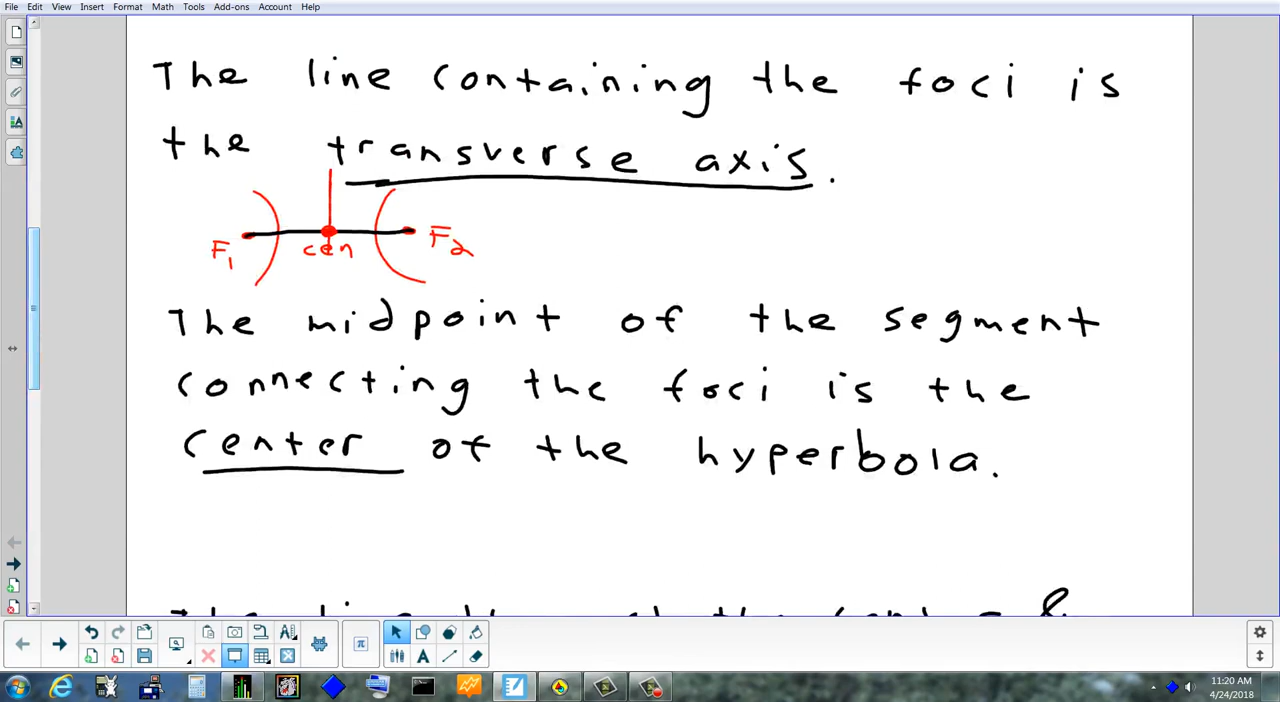 File Edit View Insert Format Math Tools Add-ons Account Help
The line containing the foci is
the transverse axis.
F1 cen F2
The midpoint of the segment
connecting the foci is the
center of the hyperbola.
the
&
11:20 AM
4/24/2018